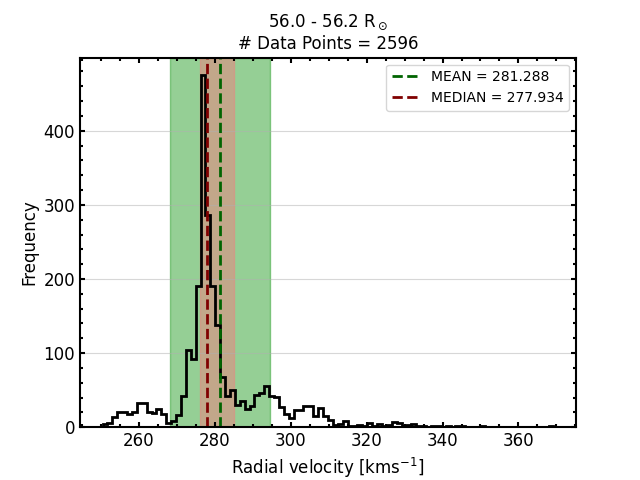 56.0 - 56.2 R⊙
# Data Points = 2596
MEAN = 281.288
MEDIAN = 277.934
Frequency
400
300
200
100
0
260 280 300 320 340 360
Radial velocity [kms⁻¹]